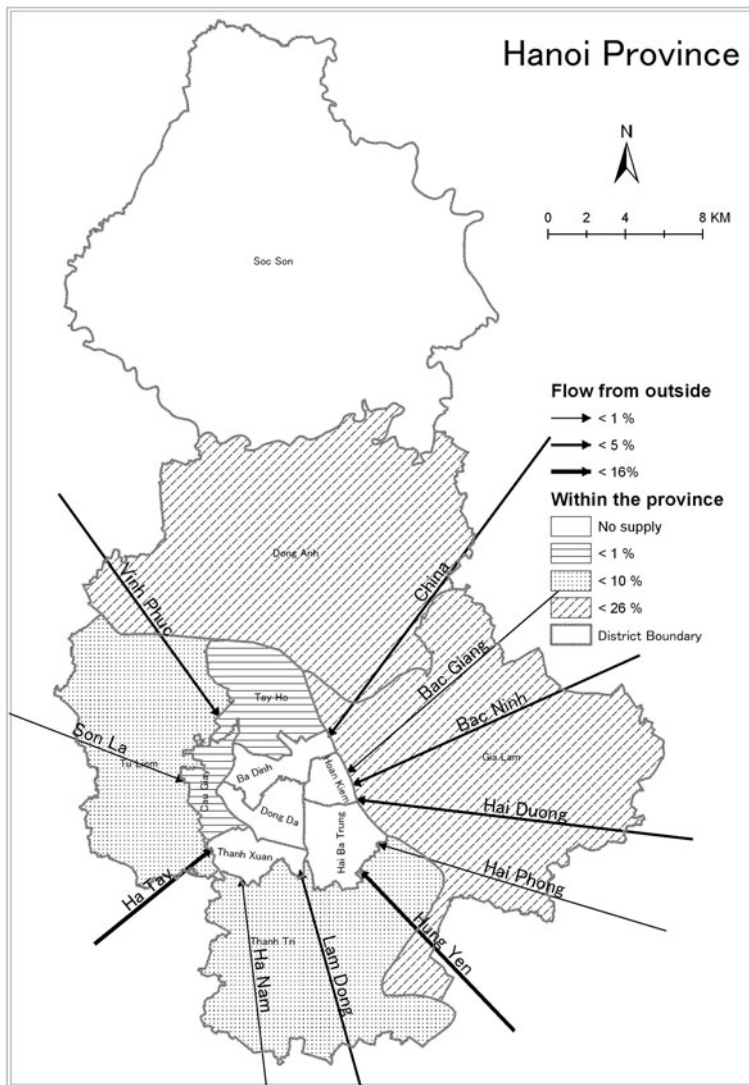 Hanoi Province
N
0 2 4 8 KM
Soc Son
Flow from outside
< 1 %
< 5 %
< 16%
Within the province
No supply
< 1 %
< 10 %
< 26 %
District Boundary
Dong Anh
China
Vinh Phuc
Bac Giang
Tay Ho
Bac Ninh
Son La
Tu Liem
Gia Lam
Ba Dinh
Hoan Kiem
Cau Giay
Hai Duong
Dong Da
Hai Ba Trung
Thanh Xuan
Hai Phong
Ha Tay
Hung Yen
Thanh Tri
Ha Nam
Lam Dong